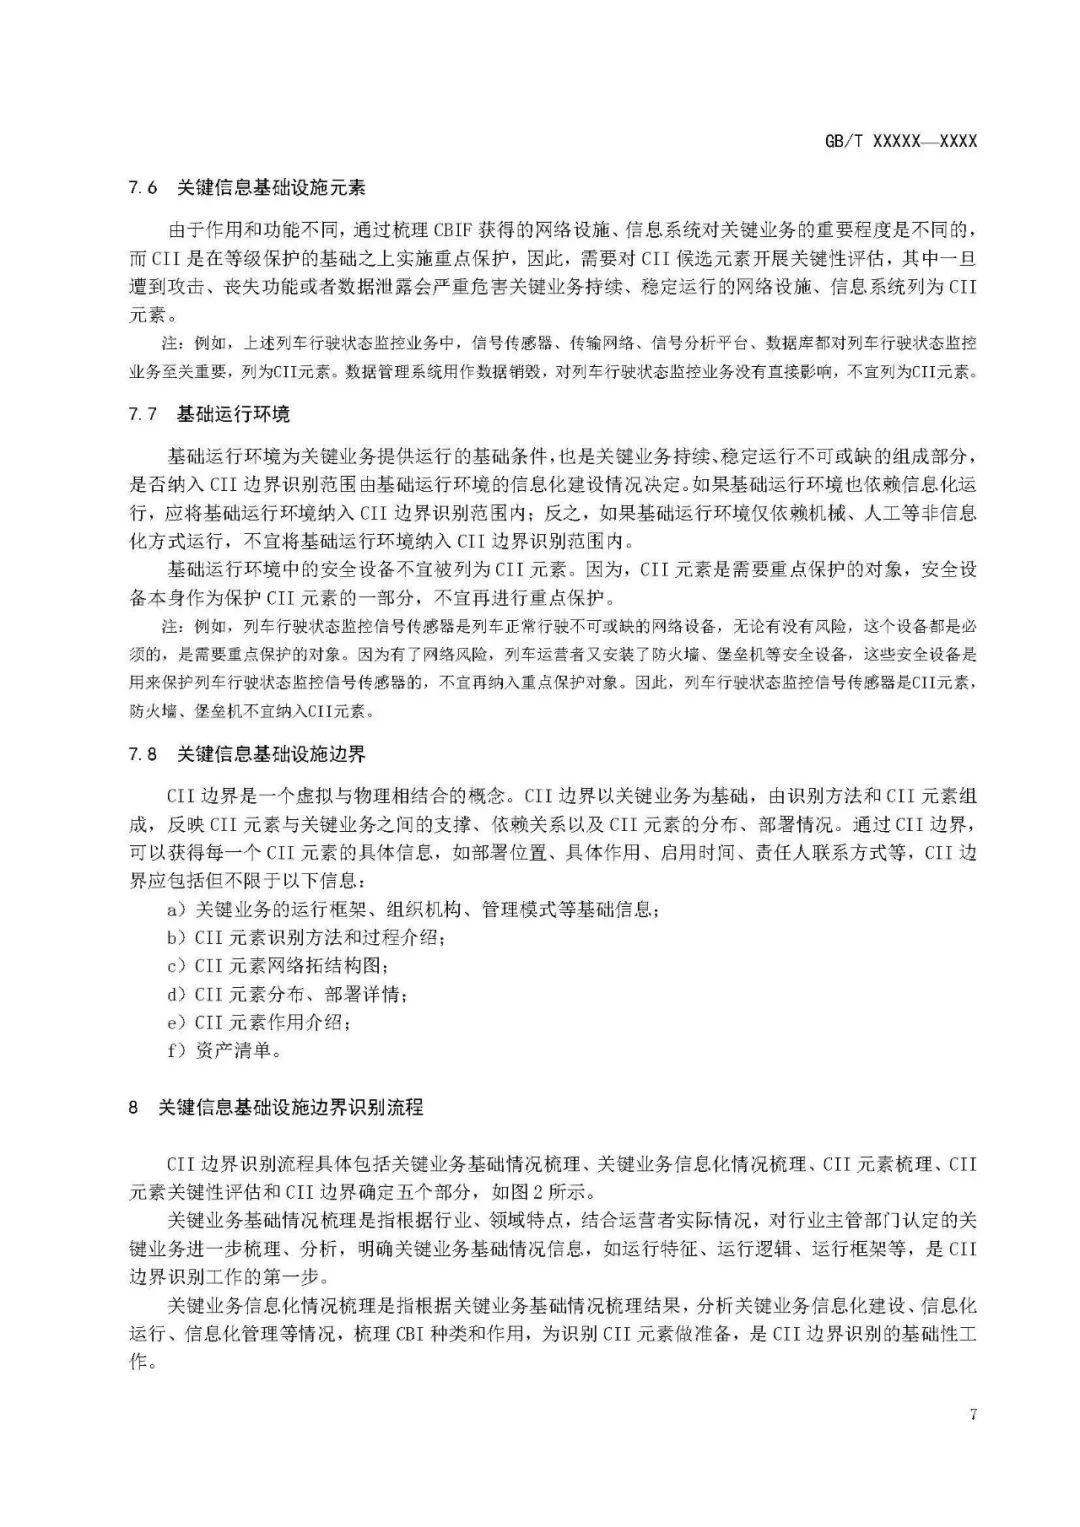 GB/T XXXXX—XXXX
7.6 关键信息基础设施元素
由于作用和功能不同，通过梳理 CBIF 获得的网络设施、信息系统对关键业务的重要程度是不同的，
而 CII 是在等级保护的基础之上实施重点保护，因此，需要对 CII 候选元素开展关键性评估，其中一旦
遭到攻击、丧失功能或者数据泄露会严重危害关键业务持续、稳定运行的网络设施、信息系统列为 CII
元素。
注：例如，上述列车行驶状态监控业务中，信号传感器、传输网络、信号分析平台、数据库都对列车行驶状态监控
业务至关重要，列为CII元素。数据管理系统用作数据销毁，对列车行驶状态监控业务没有直接影响，不宜列为CII元素。
7.7 基础运行环境
基础运行环境为关键业务提供运行的基础条件，也是关键业务持续、稳定运行不可或缺的组成部分，
是否纳入 CII 边界识别范围由基础运行环境的信息化建设情况决定。如果基础运行环境也依赖信息化运
行，应将基础运行环境纳入 CII 边界识别范围内；反之，如果基础运行环境仅依赖机械、人工等非信息
化方式运行，不宜将基础运行环境纳入 CII 边界识别范围内。
基础运行环境中的安全设备不宜被列为 CII 元素。因为，CII 元素是需要重点保护的对象，安全设
备本身作为保护 CII 元素的一部分，不宜再进行重点保护。
注：例如，列车行驶状态监控信号传感器是列车正常行驶不可或缺的网络设备，无论有没有风险，这个设备都是必
须的，是需要重点保护的对象。因为有了网络风险，列车运营者又安装了防火墙、堡垒机等安全设备，这些安全设备是
用来保护列车行驶状态监控信号传感器的，不宜再纳入重点保护对象。因此，列车行驶状态监控信号传感器是CII元素，
防火墙、堡垒机不宜纳入CII元素。
7.8 关键信息基础设施边界
CII 边界是一个虚拟与物理相结合的概念。CII 边界以关键业务为基础，由识别方法和 CII 元素组
成，反映 CII 元素与关键业务之间的支撑、依赖关系以及 CII 元素的分布、部署情况。通过 CII 边界，
可以获得每一个 CII 元素的具体信息，如部署位置、具体作用、启用时间、责任人联系方式等，CII 边
界应包括但不限于以下信息：
a）关键业务的运行框架、组织机构、管理模式等基础信息；
b）CII 元素识别方法和过程介绍；
c）CII 元素网络拓结构图；
d）CII 元素分布、部署详情；
e）CII 元素作用介绍；
f）资产清单。
8 关键信息基础设施边界识别流程
CII 边界识别流程具体包括关键业务基础情况梳理、关键业务信息化情况梳理、CII 元素梳理、CII
元素关键性评估和 CII 边界确定五个部分，如图 2 所示。
关键业务基础情况梳理是指根据行业、领域特点，结合运营者实际情况，对行业主管部门认定的关
键业务进一步梳理、分析，明确关键业务基础情况信息，如运行特征、运行逻辑、运行框架等，是 CII
边界识别工作的第一步。
关键业务信息化情况梳理是指根据关键业务基础情况梳理结果，分析关键业务信息化建设、信息化
运行、信息化管理等情况，梳理 CBI 种类和作用，为识别 CII 元素做准备，是 CII 边界识别的基础性工
作。
7